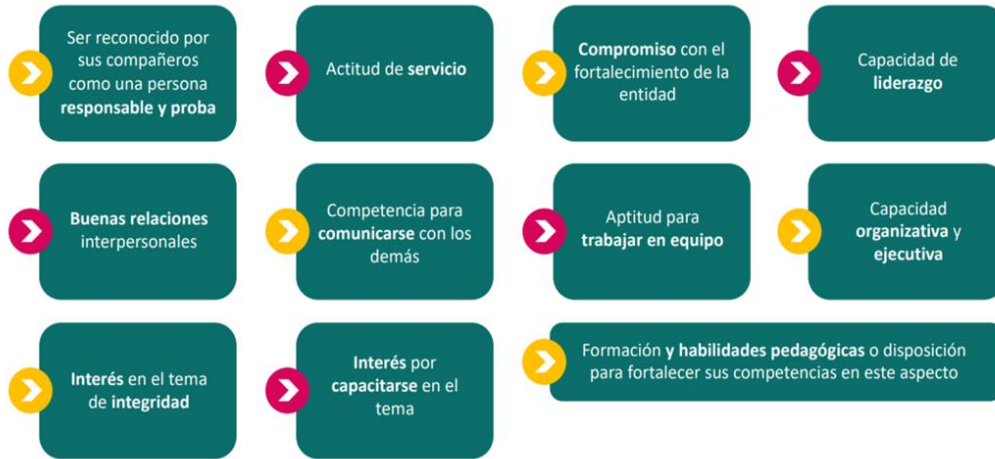 Ser reconocido por
sus compañeros
como una persona
responsable y proba
Actitud de servicio
Compromiso con el
fortalecimiento de la
entidad
Capacidad de
liderazgo
Buenas relaciones
interpersonales
Competencia para
comunicarse con los
demás
Aptitud para
trabajar en equipo
Capacidad
organizativa y
ejecutiva
Interés en el tema
de integridad
Interés por
capacitarse en el
tema
Formación y habilidades pedagógicas o disposición
para fortalecer sus competencias en este aspecto